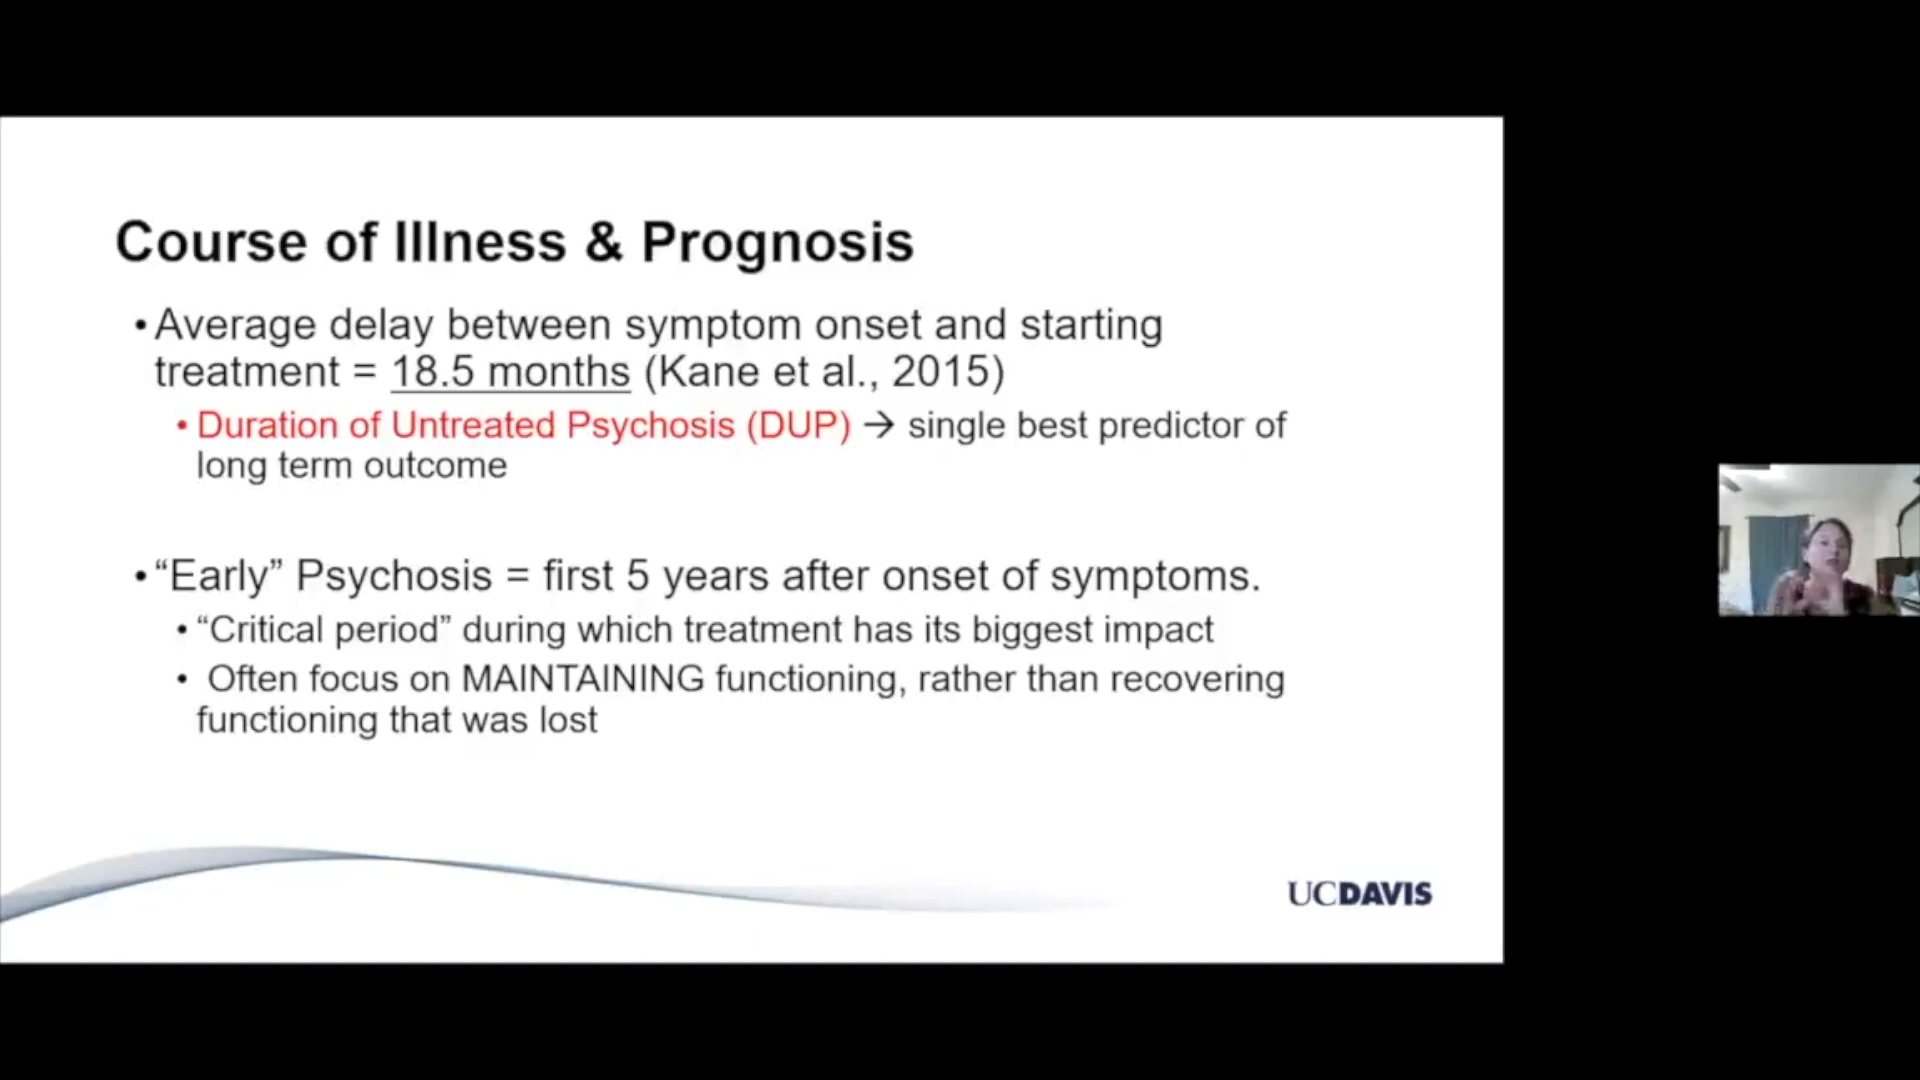 Course of Illness & Prognosis
• Average delay between symptom onset and starting
treatment = 18.5 months (Kane et al., 2015)
• Duration of Untreated Psychosis (DUP) → single best predictor of
long term outcome
• “Early” Psychosis = first 5 years after onset of symptoms.
• “Critical period” during which treatment has its biggest impact
• Often focus on MAINTAINING functioning, rather than recovering
functioning that was lost
UCDAVIS